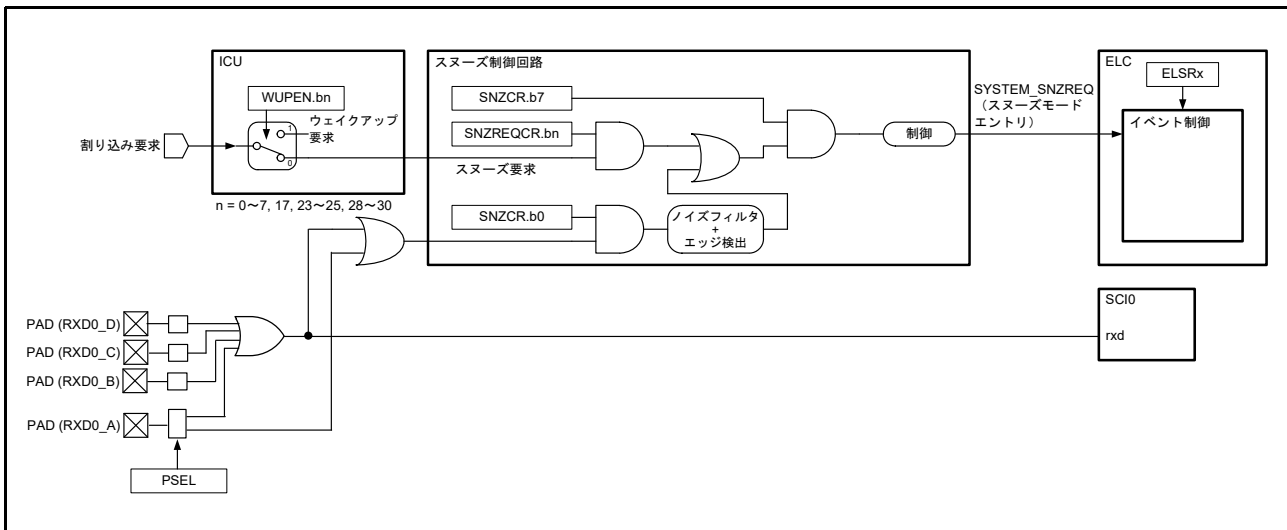 ICU
WUPEN.bn
1
ウェイクアップ
要求
0
割り込み要求
n = 0～7, 17, 23～25, 28～30
スヌーズ制御回路
SNZCR.b7
SNZREQCR.bn
スヌーズ要求
SNZCR.b0
ノイズフィルタ
+
エッジ検出
制御
SYSTEM_SNZREQ
（スヌーズモード
エントリ）
ELC
ELSRx
イベント制御
SCI0
rxd
PAD (RXD0_D)
PAD (RXD0_C)
PAD (RXD0_B)
PAD (RXD0_A)
PSEL